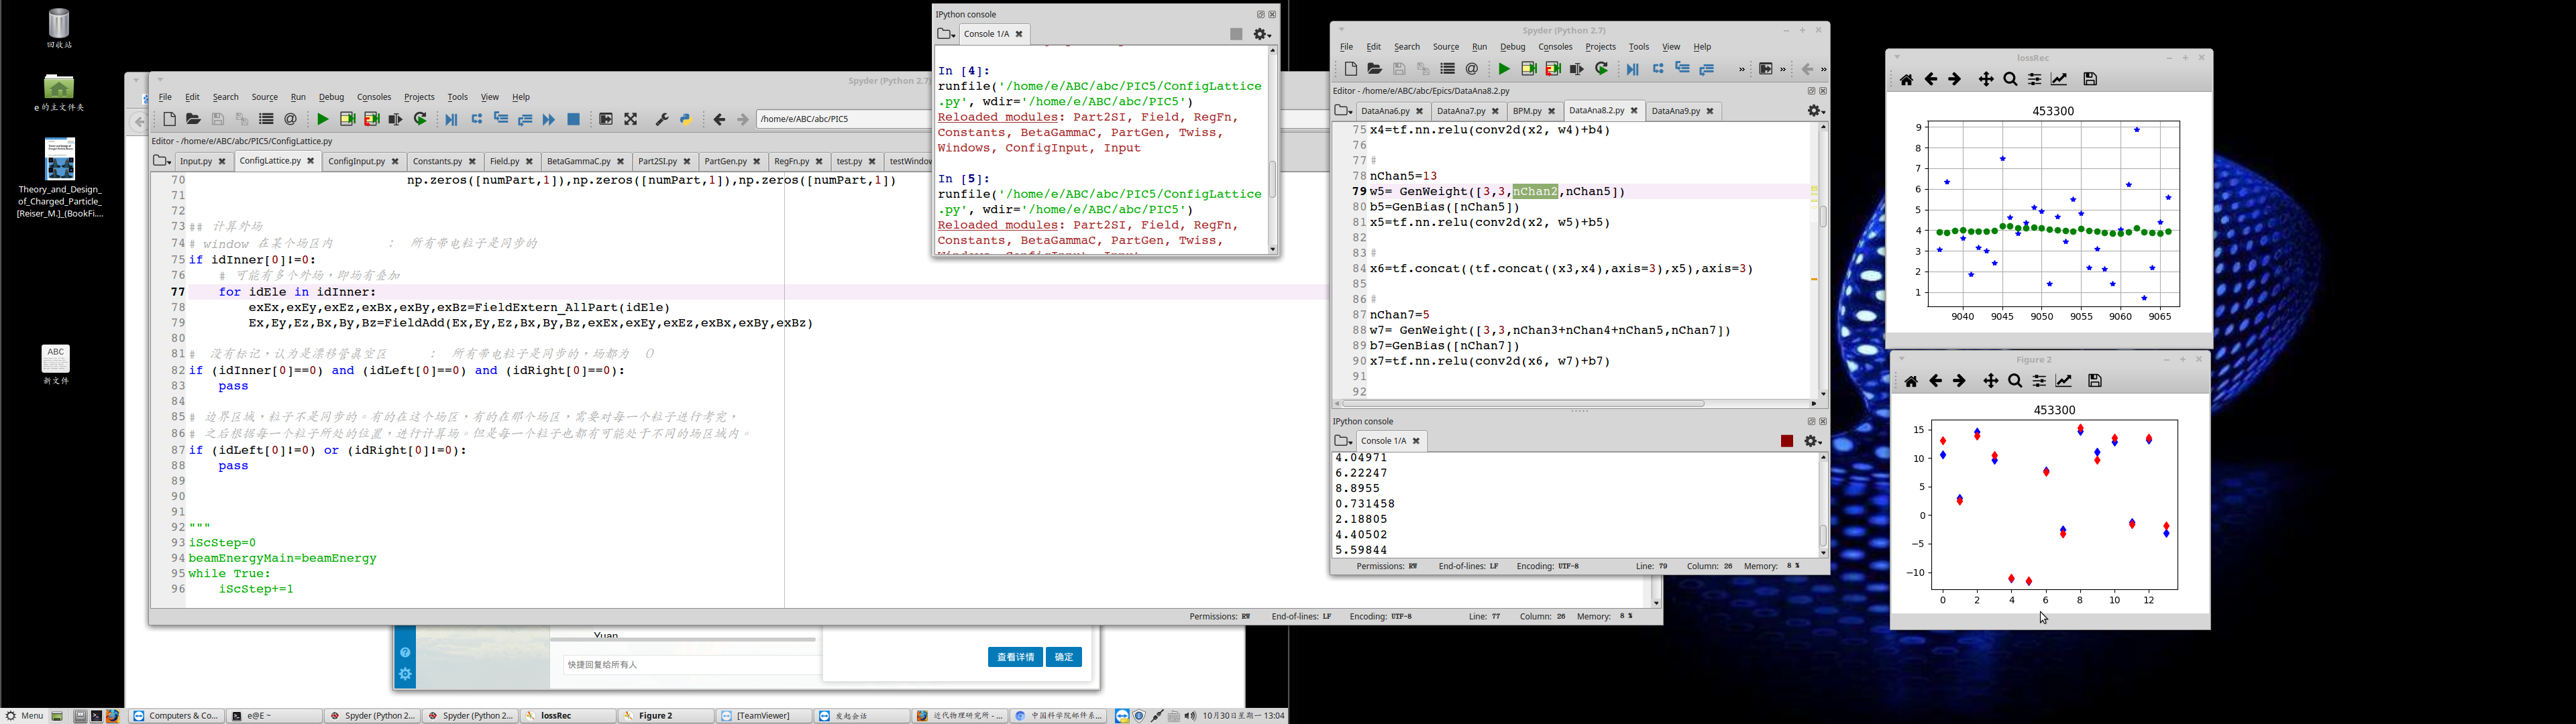 回收站
e 的主文件夹
Theory_and_Design_
of_Charged_Particle_
[Reiser_M.]_(BookFi....
ABC
新文件
Spyder (Python 2.7)
File Edit Search Source Run Debug Consoles Projects Tools View Help
/home/e/ABC/abc/PIC5
Editor - /home/e/ABC/abc/PIC5/ConfigLattice.py
Input.py ConfigLattice.py ConfigInput.py Constants.py Field.py BetaGammaC.py Part2SI.py PartGen.py RegFn.py test.py testWindow
70 np.zeros([numPart,1]),np.zeros([numPart,1]),np.zeros([numPart,1])
71
72
73 ## 计算外场
74 # window 在某个场区内 : 所有带电粒子是同步的
75 if idInner[0]!=0:
76 # 可能有多个外场,即场有叠加
77 for idEle in idInner:
78 exEx,exEy,exEz,exBx,exBy,exBz=FieldExtern_AllPart(idEle)
79 Ex,Ey,Ez,Bx,By,Bz=FieldAdd(Ex,Ey,Ez,Bx,By,Bz,exEx,exEy,exEz,exBx,exBy,exBz)
80
81 # 没有标记,认为是漂移管真空区 : 所有带电粒子是同步的,场都为 0
82 if (idInner[0]==0) and (idLeft[0]==0) and (idRight[0]==0):
83 pass
84
85 # 边界区域,粒子不是同步的。有的在这个场区,有的在那个场区,需要对每一个粒子进行考究,
86 # 之后根据每一个粒子所处的位置,进行计算场。但是每一个粒子也都有可能处于不同的场区域内。
87 if (idLeft[0]!=0) or (idRight[0]!=0):
88 pass
89
90
91
92 """
93 iScStep=0
94 beamEnergyMain=beamEnergy
95 while True:
96 iScStep+=1
Permissions: RW End-of-lines: LF Encoding: UTF-8 Line: 77 Column: 26 Memory: 8 %
IPython console
Console 1/A
In [4]:
runfile('/home/e/ABC/abc/PIC5/ConfigLattice
.py', wdir='/home/e/ABC/abc/PIC5')
Reloaded modules: Part2SI, Field, RegFn,
Constants, BetaGammaC, PartGen, Twiss,
Windows, ConfigInput, Input
In [5]:
runfile('/home/e/ABC/abc/PIC5/ConfigLattice
.py', wdir='/home/e/ABC/abc/PIC5')
Reloaded modules: Part2SI, Field, RegFn,
Constants, BetaGammaC, PartGen, Twiss,
Windows, ConfigInput, Input
Yuan
快捷回复给所有人
查看详情 确定
Spyder (Python 2.7)
File Edit Search Source Run Debug Consoles Projects Tools View Help
Editor - /home/e/ABC/abc/Epics/DataAna8.2.py
DataAna6.py DataAna7.py BPM.py DataAna8.2.py DataAna9.py
75 x4=tf.nn.relu(conv2d(x2, w4)+b4)
76
77 #
78 nChan5=13
79 w5= GenWeight([3,3,nChan2,nChan5])
80 b5=GenBias([nChan5])
81 x5=tf.nn.relu(conv2d(x2, w5)+b5)
82
83 #
84 x6=tf.concat((tf.concat((x3,x4),axis=3),x5),axis=3)
85
86 #
87 nChan7=5
88 w7= GenWeight([3,3,nChan3+nChan4+nChan5,nChan7])
89 b7=GenBias([nChan7])
90 x7=tf.nn.relu(conv2d(x6, w7)+b7)
91
92
IPython console
Console 1/A
4.04971
6.22247
8.8955
0.731458
2.18805
4.40502
5.59844
Permissions: RW End-of-lines: LF Encoding: UTF-8 Line: 79 Column: 26 Memory: 8 %
lossRec
453300
9
8
7
6
5
4
3
2
1
9040 9045 9050 9055 9060 9065
Figure 2
453300
15
10
5
0
−5
−10
0 2 4 6 8 10 12
Menu Computers & Co... e@E ~ Spyder (Python 2... Spyder (Python 2... lossRec Figure 2 [TeamViewer] 发起会话 近代物理研究所 - ... 中国科学院邮件系... 10月30日星期一 13:04